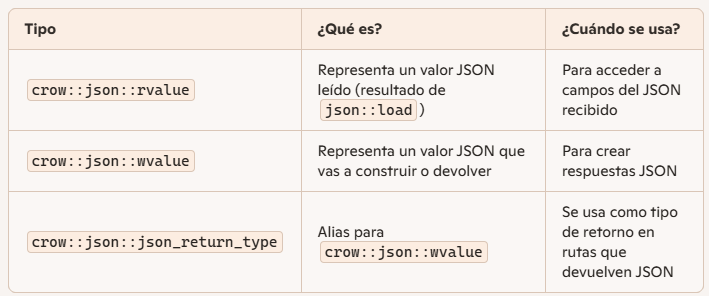 Tipo ¿Qué es? ¿Cuándo se usa?
crow::json::rvalue
Representa un valor JSON
leído (resultado de
json::load )
Para acceder a
campos del JSON
recibido
crow::json::wvalue
Representa un valor JSON que
vas a construir o devolver
Para crear
respuestas JSON
crow::json::json_return_type
Alias para
crow::json::wvalue
Se usa como tipo
de retorno en
rutas que
devuelven JSON